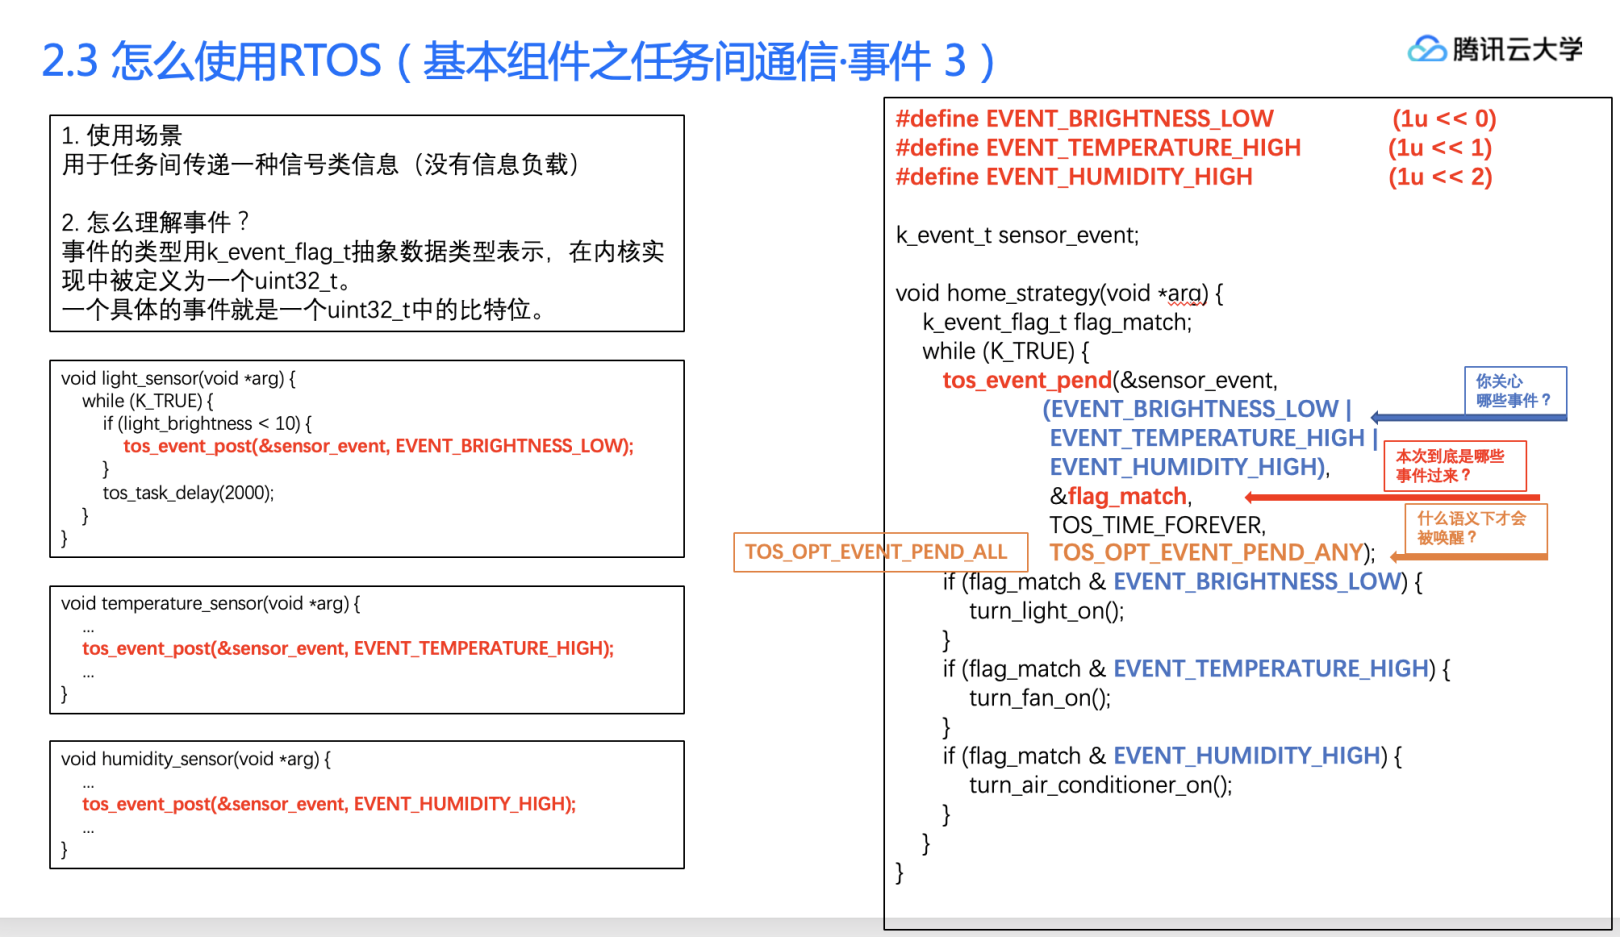 2.3 怎么使用RTOS（基本组件之任务间通信·事件 3）
腾讯云大学
1. 使用场景
用于任务间传递一种信号类信息（没有信息负载）
2. 怎么理解事件？
事件的类型用k_event_flag_t抽象数据类型表示，在内核实
现中被定义为一个uint32_t。
一个具体的事件就是一个uint32_t中的比特位。
void light_sensor(void *arg) {
while (K_TRUE) {
if (light_brightness < 10) {
tos_event_post(&sensor_event, EVENT_BRIGHTNESS_LOW);
}
tos_task_delay(2000);
}
}
void temperature_sensor(void *arg) {
...
tos_event_post(&sensor_event, EVENT_TEMPERATURE_HIGH);
...
}
void humidity_sensor(void *arg) {
...
tos_event_post(&sensor_event, EVENT_HUMIDITY_HIGH);
...
}
#define EVENT_BRIGHTNESS_LOW (1u << 0)
#define EVENT_TEMPERATURE_HIGH (1u << 1)
#define EVENT_HUMIDITY_HIGH (1u << 2)
k_event_t sensor_event;
void home_strategy(void *arg) {
k_event_flag_t flag_match;
while (K_TRUE) {
tos_event_pend(&sensor_event,
(EVENT_BRIGHTNESS_LOW |
EVENT_TEMPERATURE_HIGH |
EVENT_HUMIDITY_HIGH),
&flag_match,
TOS_TIME_FOREVER,
TOS_OPT_EVENT_PEND_ANY);
if (flag_match & EVENT_BRIGHTNESS_LOW) {
turn_light_on();
}
if (flag_match & EVENT_TEMPERATURE_HIGH) {
turn_fan_on();
}
if (flag_match & EVENT_HUMIDITY_HIGH) {
turn_air_conditioner_on();
}
}
}
你关心
哪些事件？
本次到底是哪些
事件过来？
什么语义下才会
被唤醒？
TOS_OPT_EVENT_PEND_ALL